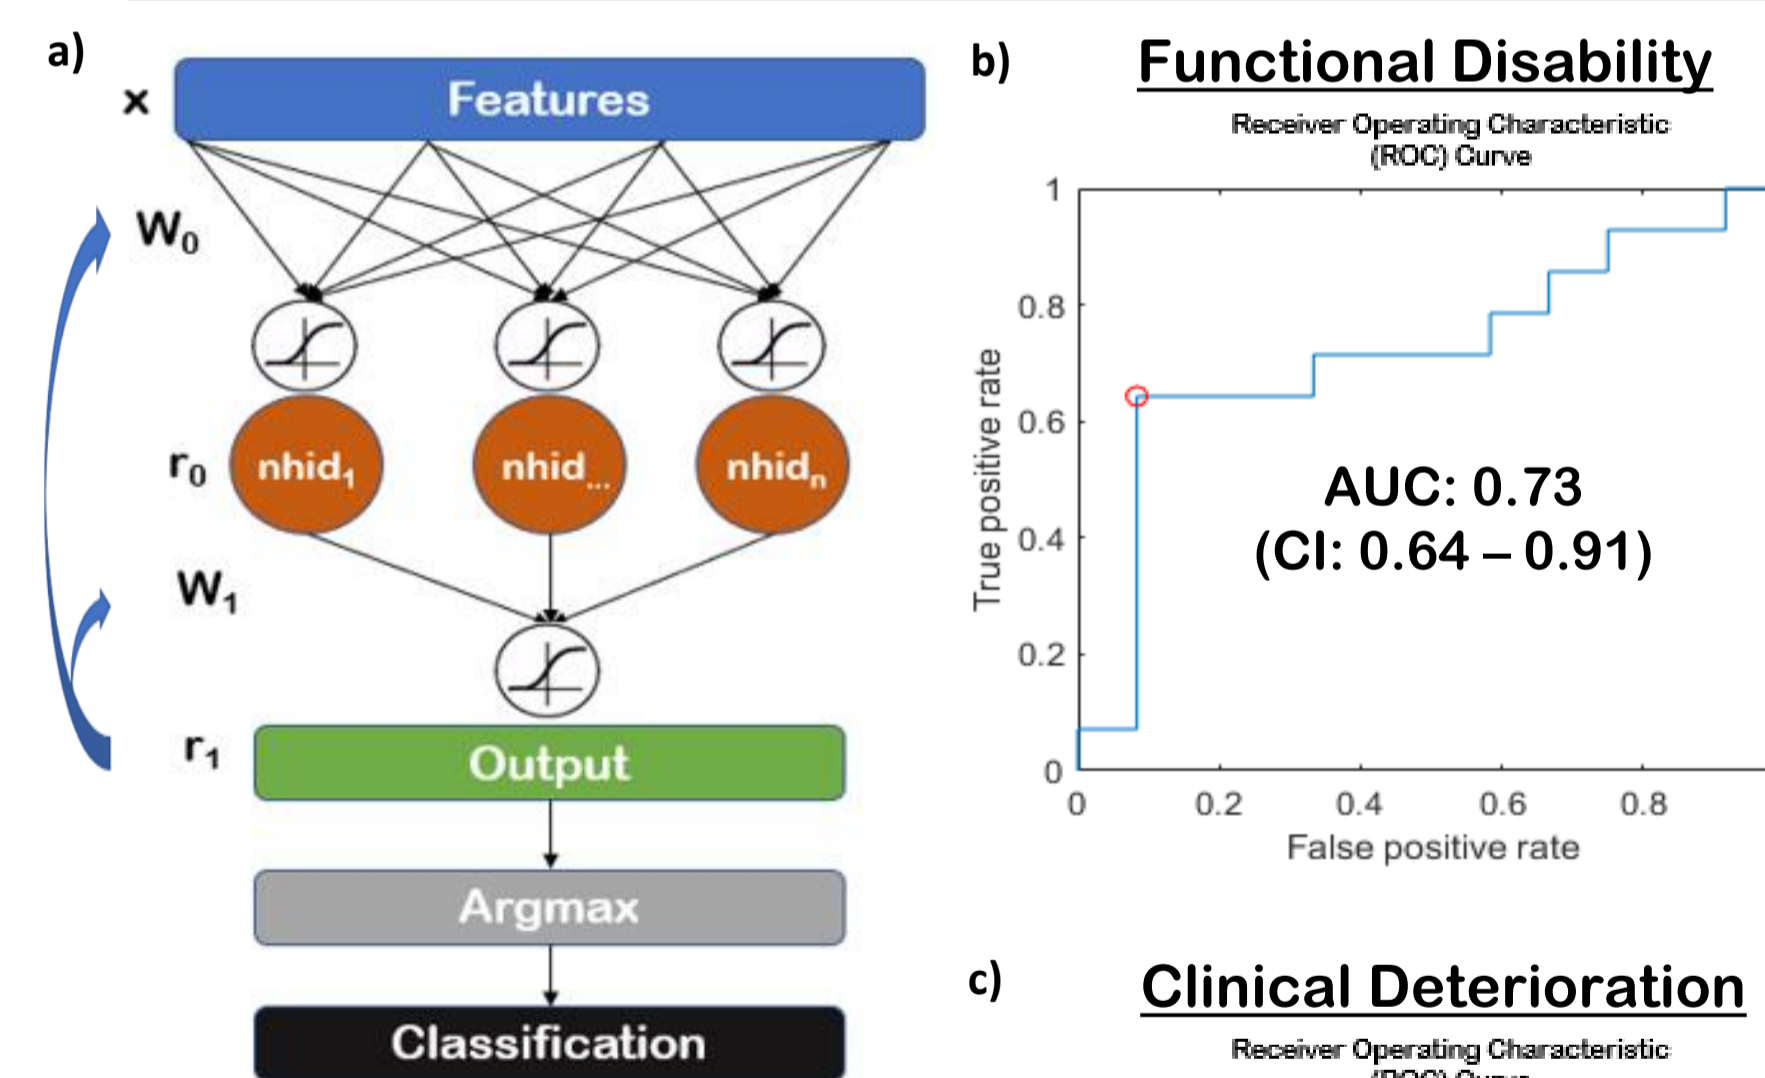 a)
x
Features
W0
nhid1
nhid...
nhidn
r0
W1
r1
Output
Argmax
Classification
b)
Functional Disability
Receiver Operating Characteristic
(ROC) Curve
True positive rate
1
0.8
0.6
0.4
0.2
0
AUC: 0.73
(CI: 0.64 – 0.91)
0 0.2 0.4 0.6 0.8
False positive rate
c)
Clinical Deterioration
Receiver Operating Characteristic
(ROC) Curve